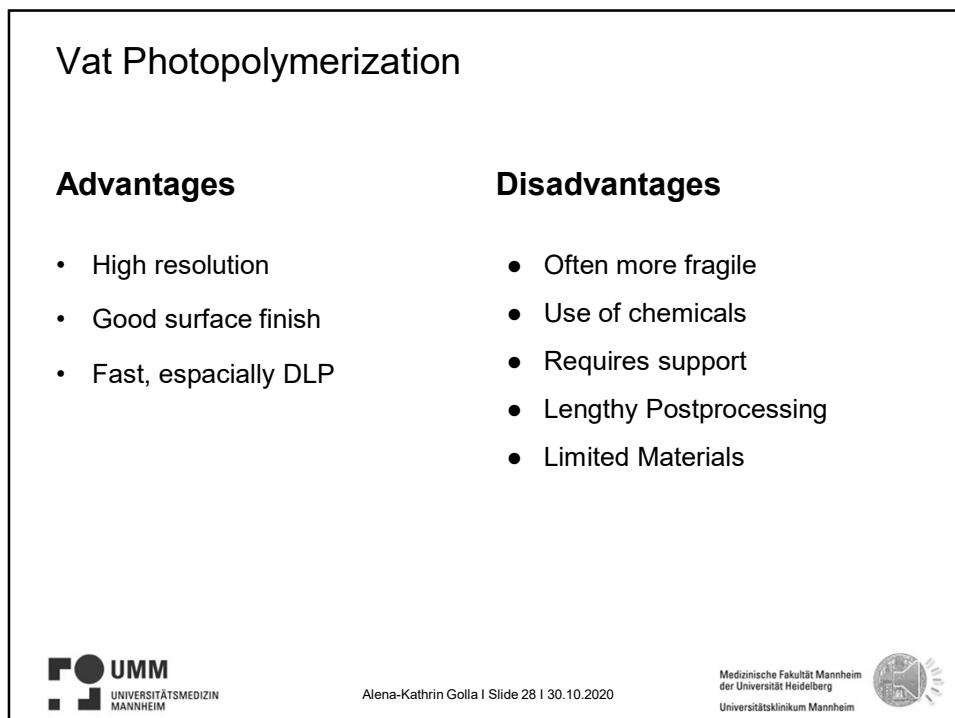 Vat Photopolymerization
Advantages
• High resolution
• Good surface finish
• Fast, espacially DLP
Disadvantages
● Often more fragile
● Use of chemicals
● Requires support
● Lengthy Postprocessing
● Limited Materials
UMM
UNIVERSITÄTSMEDIZIN
MANNHEIM
Alena-Kathrin Golla I Slide 28 I 30.10.2020
Medizinische Fakultät Mannheim
der Universität Heidelberg
Universitätsklinikum Mannheim